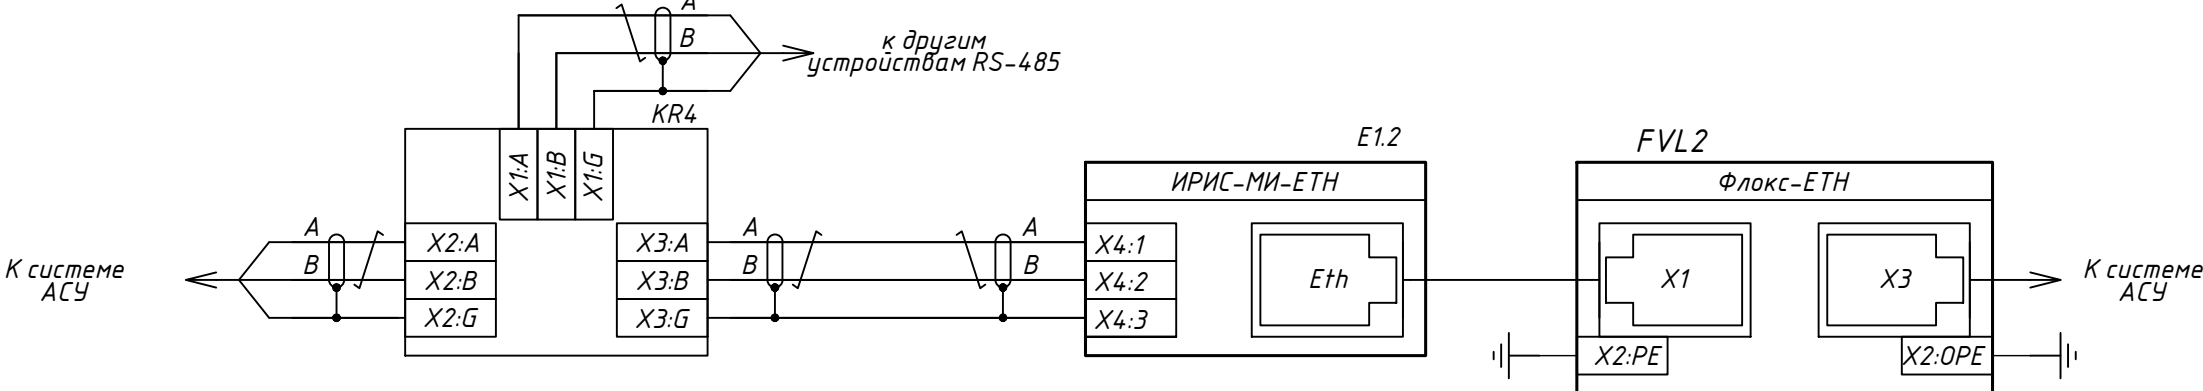 A
B
к другим
устройствам RS-485
KR4
X1:A
X1:B
X1:G
E1.2
FVL2
ИРИС-МИ-ETH
Флокс-ETH
К системе
АСУ
A
B
X2:A
X2:B
X2:G
X3:A
X3:B
X3:G
A
B
A
B
X4:1
X4:2
X4:3
Eth
X1
X3
К системе
АСУ
X2:PE
X2:OPE